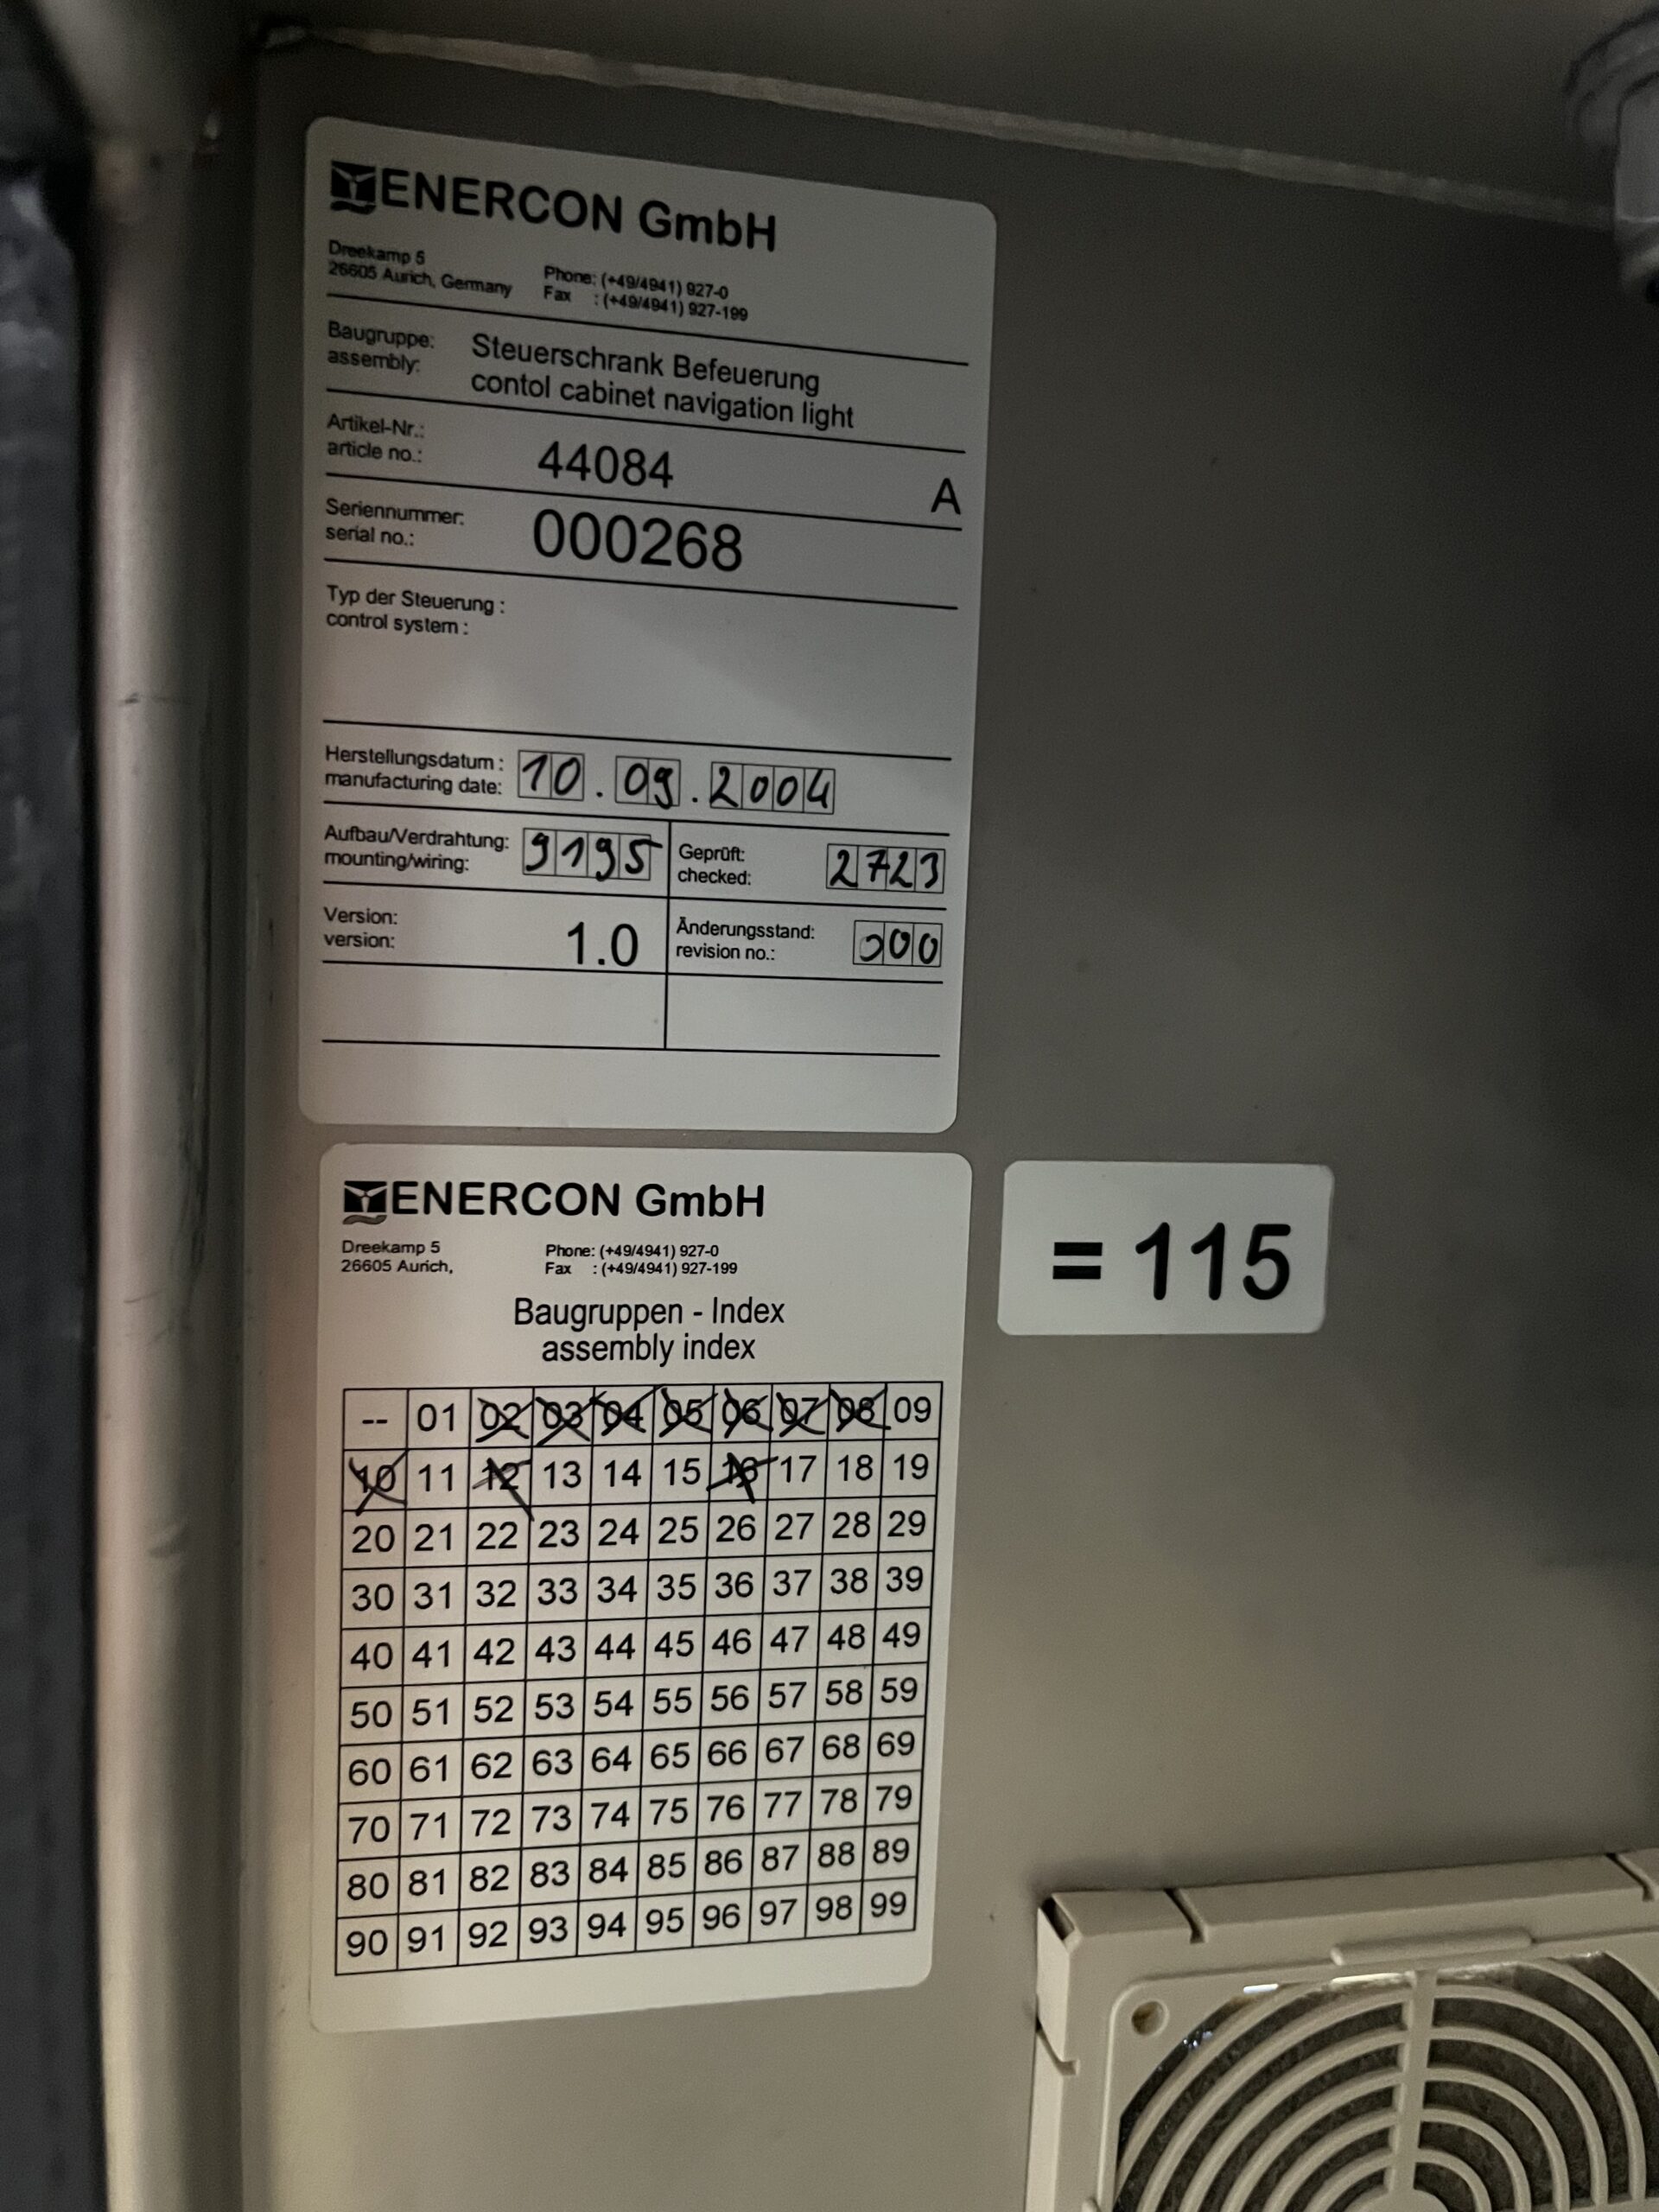 ENERCON GmbH
Dreekamp 5
26605 Aurich, Germany
Phone: (+49/4941) 927-0
Fax : (+49/4941) 927-199
Baugruppe: Steuerschrank Befeuerung
assembly: contol cabinet navigation light
Artikel-Nr.:
article no.: 44084 A
Seriennummer:
serial no.: 000268
Typ der Steuerung :
control system :
Herstellungsdatum :
manufacturing date: 10.09.2004
Aufbau/Verdrahtung:
mounting/wiring: 9195
Geprüft:
checked: 2723
Version:
version: 1.0
Änderungsstand:
revision no.: 000
ENERCON GmbH
Dreekamp 5
26605 Aurich,
Phone: (+49/4941) 927-0
Fax : (+49/4941) 927-199
Baugruppen - Index
assembly index
-- 01 02 03 04 05 06 07 08 09
10 11 12 13 14 15 16 17 18 19
20 21 22 23 24 25 26 27 28 29
30 31 32 33 34 35 36 37 38 39
40 41 42 43 44 45 46 47 48 49
50 51 52 53 54 55 56 57 58 59
60 61 62 63 64 65 66 67 68 69
70 71 72 73 74 75 76 77 78 79
80 81 82 83 84 85 86 87 88 89
90 91 92 93 94 95 96 97 98 99
= 115